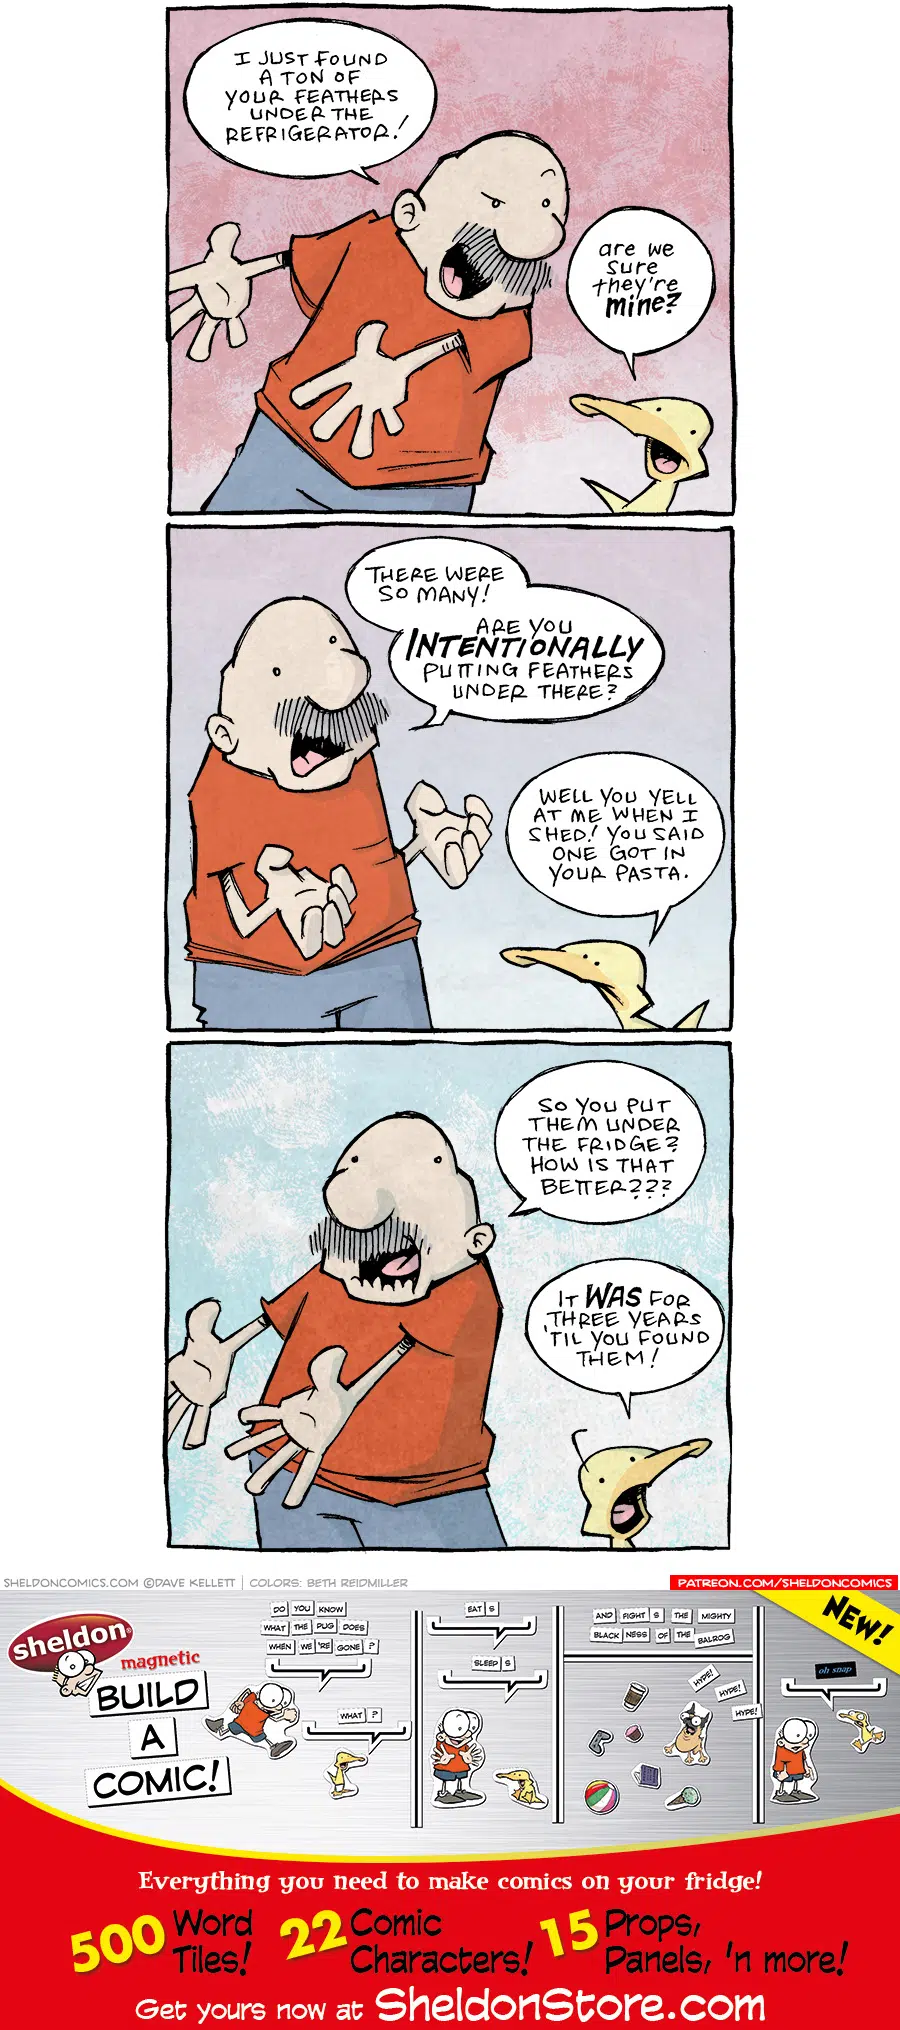 I JUST FOUND
A TON OF
YOUR FEATHERS
UNDER THE
REFRIGERATOR!
are we
sure
they're
mine?
THERE WERE
SO MANY!
ARE YOU
INTENTIONALLY
PUTTING FEATHERS
UNDER THERE?
WELL YOU YELL
AT ME WHEN I
SHED! YOU SAID
ONE GOT IN
YOUR PASTA.
SO YOU PUT
THEM UNDER
THE FRIDGE?
HOW IS THAT
BETTER???
IT WAS FOR
THREE YEARS
'TIL YOU FOUND
THEM!
SHELDONCOMICS.COM ©DAVE KELLETT | COLORS: BETH REIDMILLER
PATREON.COM/SHELDONCOMICS
sheldon®
magnetic
BUILD
A
COMIC!
DO YOU KNOW
WHAT THE PUG DOES
WHEN WE 'RE GONE ?
WHAT ?
EAT S
SLEEP S
AND FIGHT S THE MIGHTY
BLACK NESS OF THE BALROG
HYPE!
HYPE!
HYPE!
oh snap
NEW!
Everything you need to make comics on your fridge!
500 Word
Tiles!
22 Comic
Characters!
15 Props,
Panels, 'n more!
Get yours now at SheldonStore.com